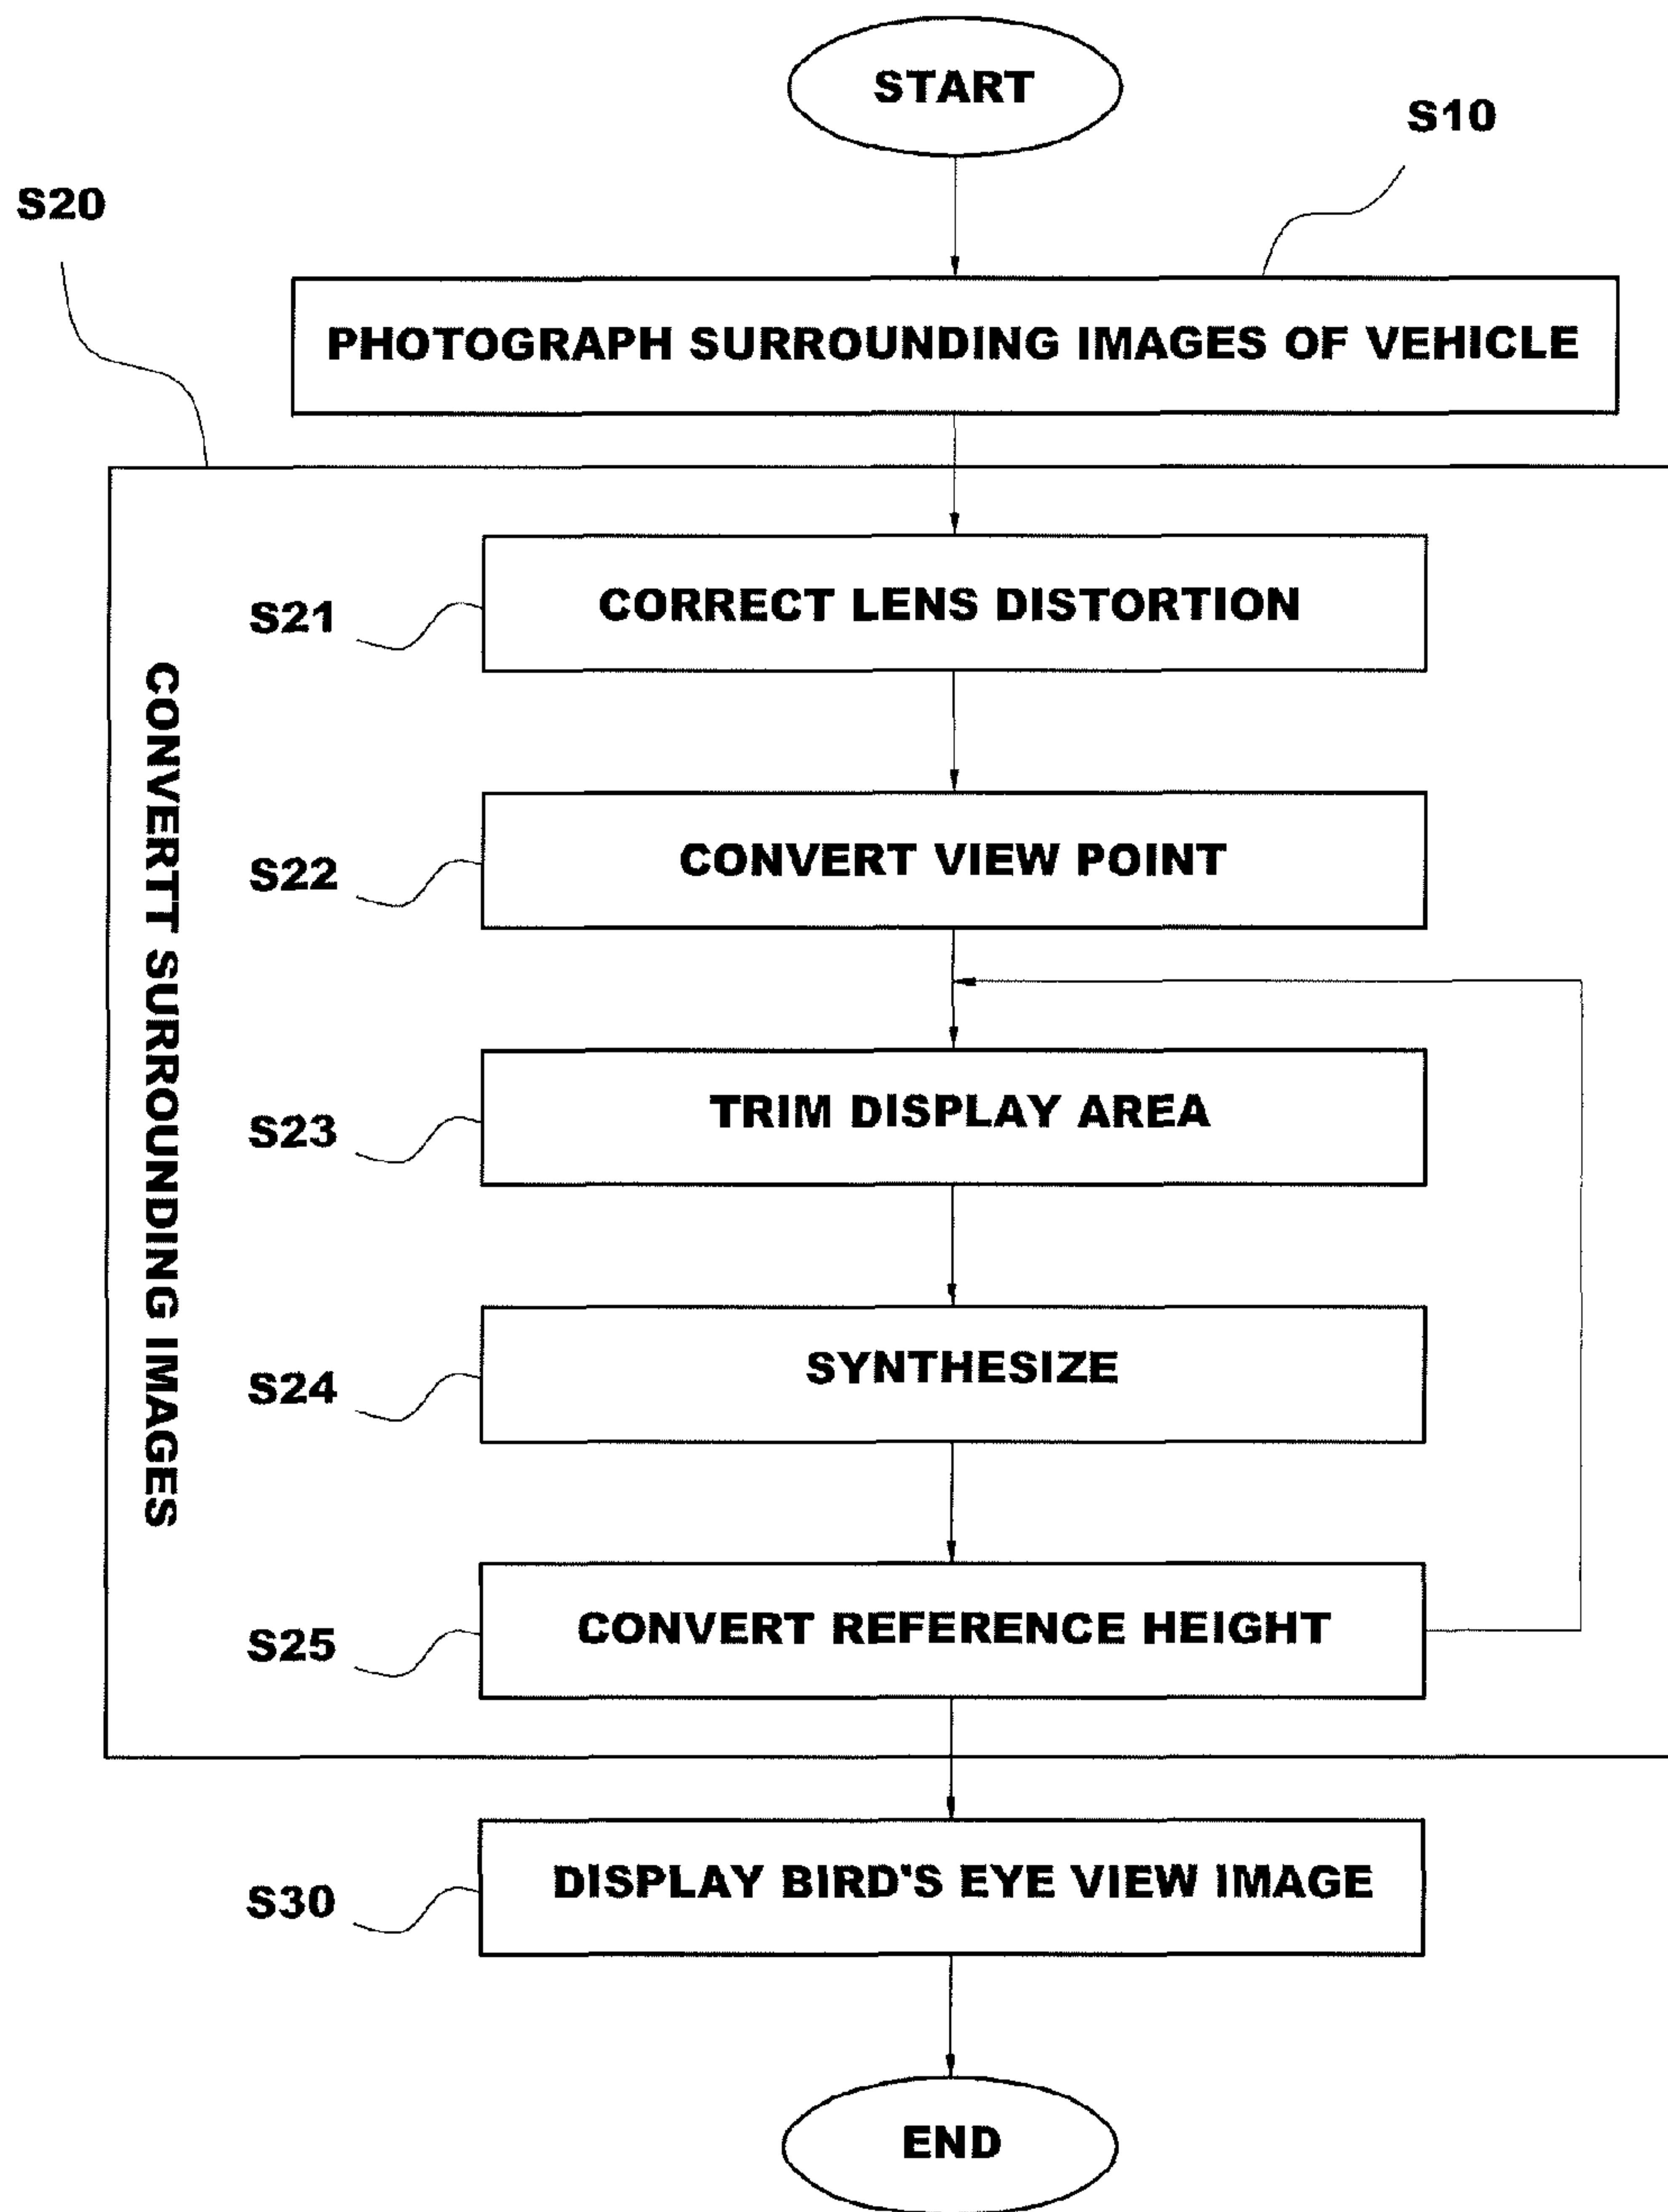 START
S10
S20
PHOTOGRAPH SURROUNDING IMAGES OF VEHICLE
CONVERTT SURROUNDING IMAGES
S21
CORRECT LENS DISTORTION
S22
CONVERT VIEW POINT
S23
TRIM DISPLAY AREA
S24
SYNTHESIZE
S25
CONVERT REFERENCE HEIGHT
S30
DISPLAY BIRD'S EYE VIEW IMAGE
END